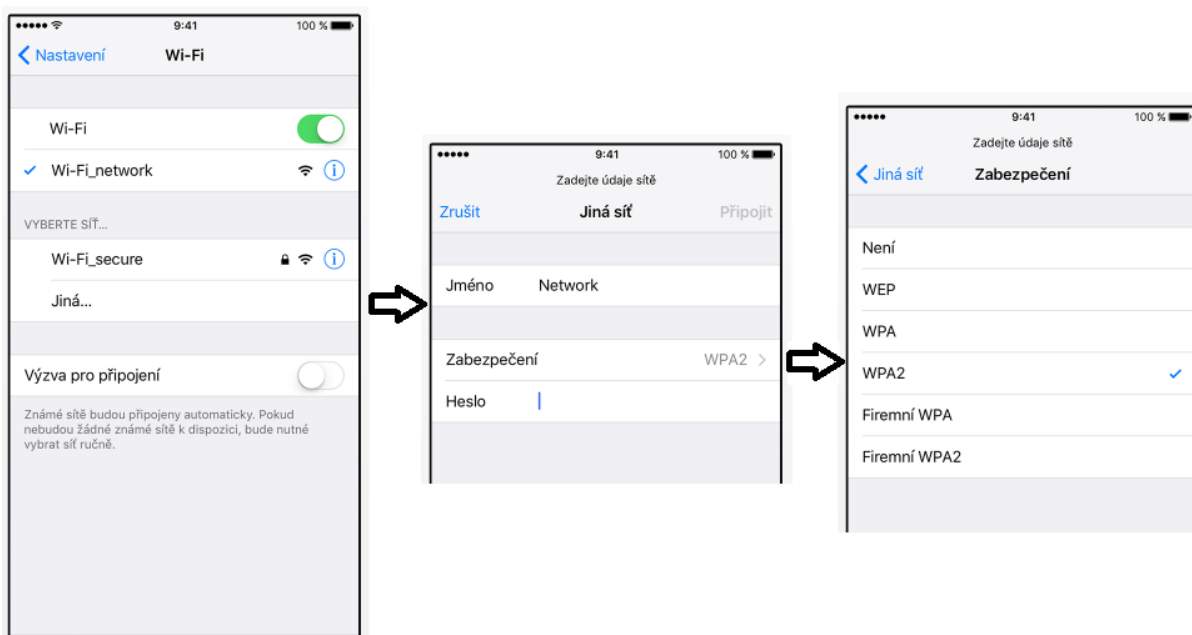 9:41
100 %
Nastavení
Wi-Fi
Wi-Fi
Wi-Fi_network
VYBERTE SÍŤ...
Wi-Fi_secure
Jiná...
Výzva pro připojení
Známé sítě budou připojeny automaticky. Pokud
nebudou žádné známé sítě k dispozici, bude nutné
vybrat síť ručně.
9:41
100 %
Zadejte údaje sítě
Zrušit
Jiná síť
Připojit
Jméno
Network
Zabezpečení
WPA2
Heslo
9:41
100 %
Zadejte údaje sítě
Jiná síť
Zabezpečení
Není
WEP
WPA
WPA2
Firemní WPA
Firemní WPA2